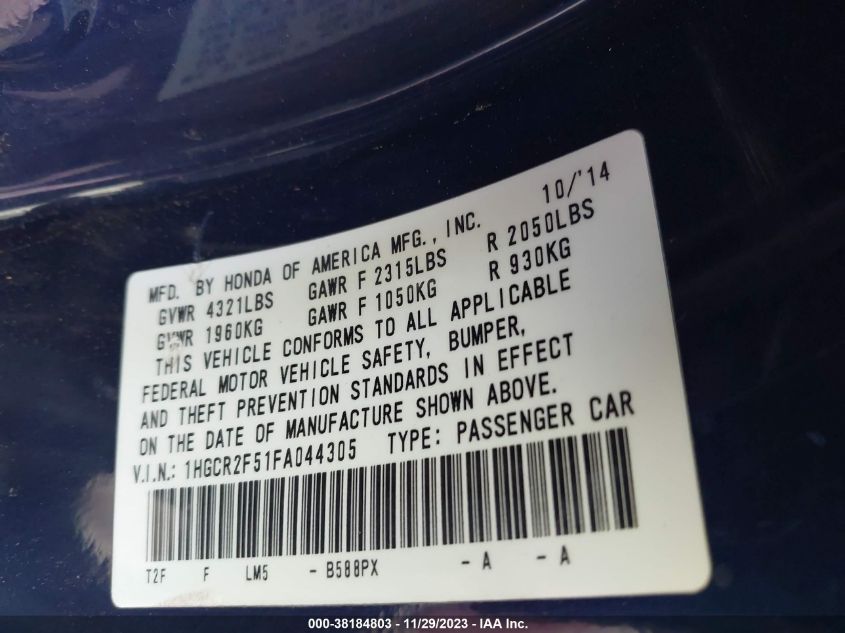 MFD. BY HONDA OF AMERICA MFG., INC. 10/'14
GVWR 4321LBS GAWR F 2315LBS R 2050LBS
GVWR 1960KG GAWR F 1050KG R 930KG
THIS VEHICLE CONFORMS TO ALL APPLICABLE
FEDERAL MOTOR VEHICLE SAFETY, BUMPER,
AND THEFT PREVENTION STANDARDS IN EFFECT
ON THE DATE OF MANUFACTURE SHOWN ABOVE.
V.I.N.: 1HGCR2F51FA044305 TYPE: PASSENGER CAR
T2F F LM5 - B588PX - A - A
000-38184803 - 11/29/2023 - IAA Inc.